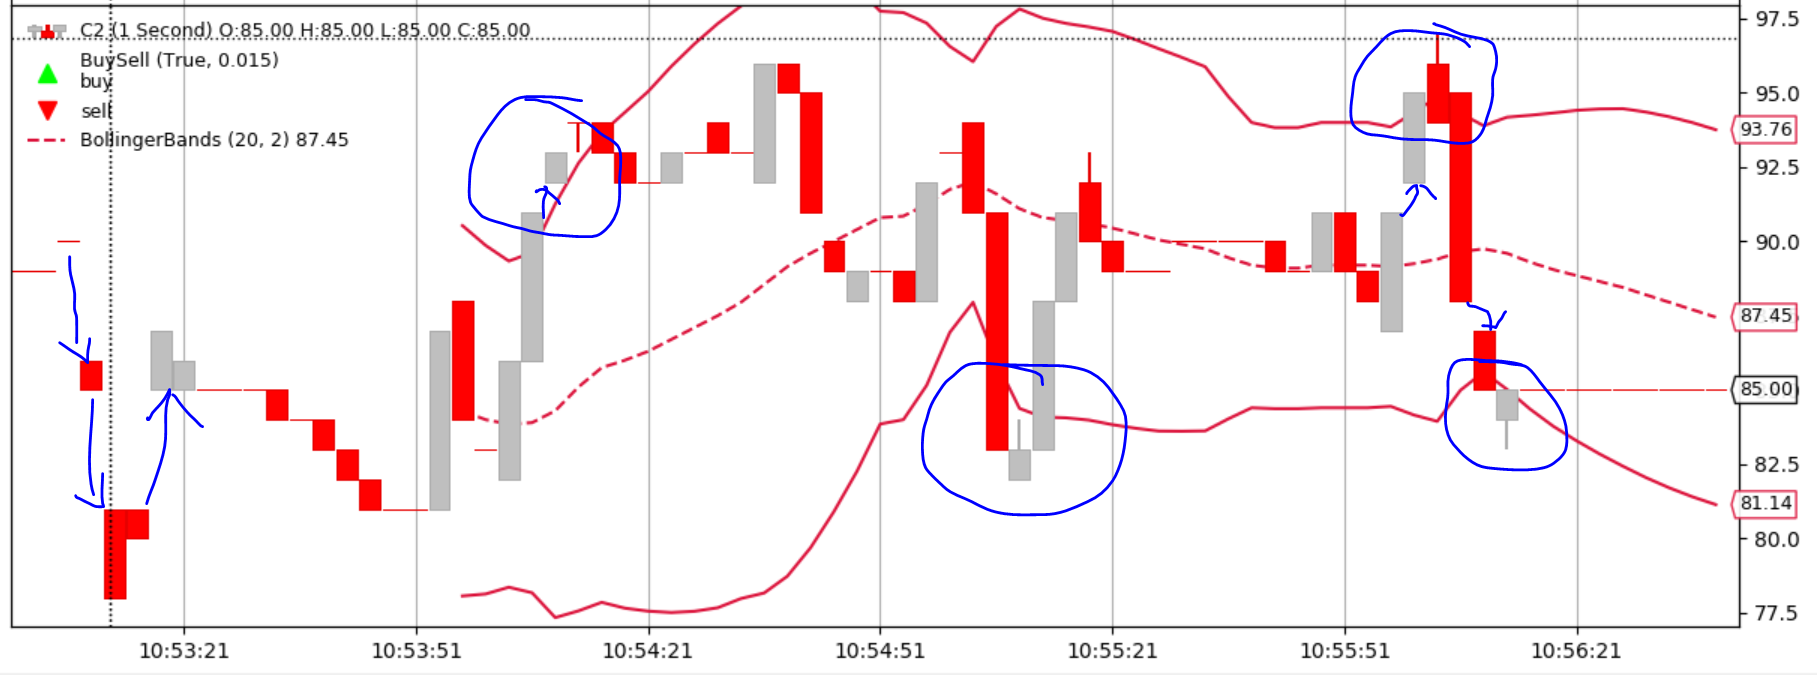 C2 (1 Second) O:85.00 H:85.00 L:85.00 C:85.00
BuySell (True, 0.015)
buy
sell
BollingerBands (20, 2) 87.45
97.5
95.0
93.76
92.5
90.0
87.45
85.00
82.5
81.14
80.0
77.5
10:53:21 10:53:51 10:54:21 10:54:51 10:55:21 10:55:51 10:56:21